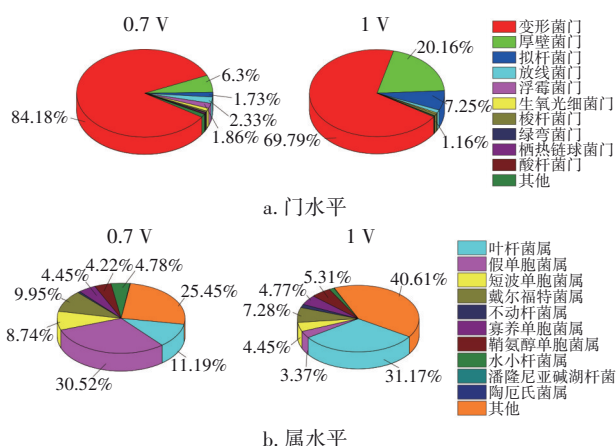 0.7 V
1 V
84.18%
6.3%
1.73%
2.33%
1.86%
20.16%
7.25%
1.16%
69.79%
变形菌门
厚壁菌门
拟杆菌门
放线菌门
浮霉菌门
生氧光细菌门
梭杆菌门
绿弯菌门
栖热链球菌门
酸杆菌门
其他
a. 门水平
0.7 V
1 V
4.45%
4.22%
4.78%
9.95%
25.45%
8.74%
11.19%
30.52%
5.31%
40.61%
4.77%
7.28%
4.45%
3.37%
31.17%
叶杆菌属
假单胞菌属
短波单胞菌属
戴尔福特菌属
不动杆菌属
寡养单胞菌属
鞘氨醇单胞菌属
水小杆菌属
潘隆尼亚碱湖杆菌
陶厄氏菌属
其他
b. 属水平